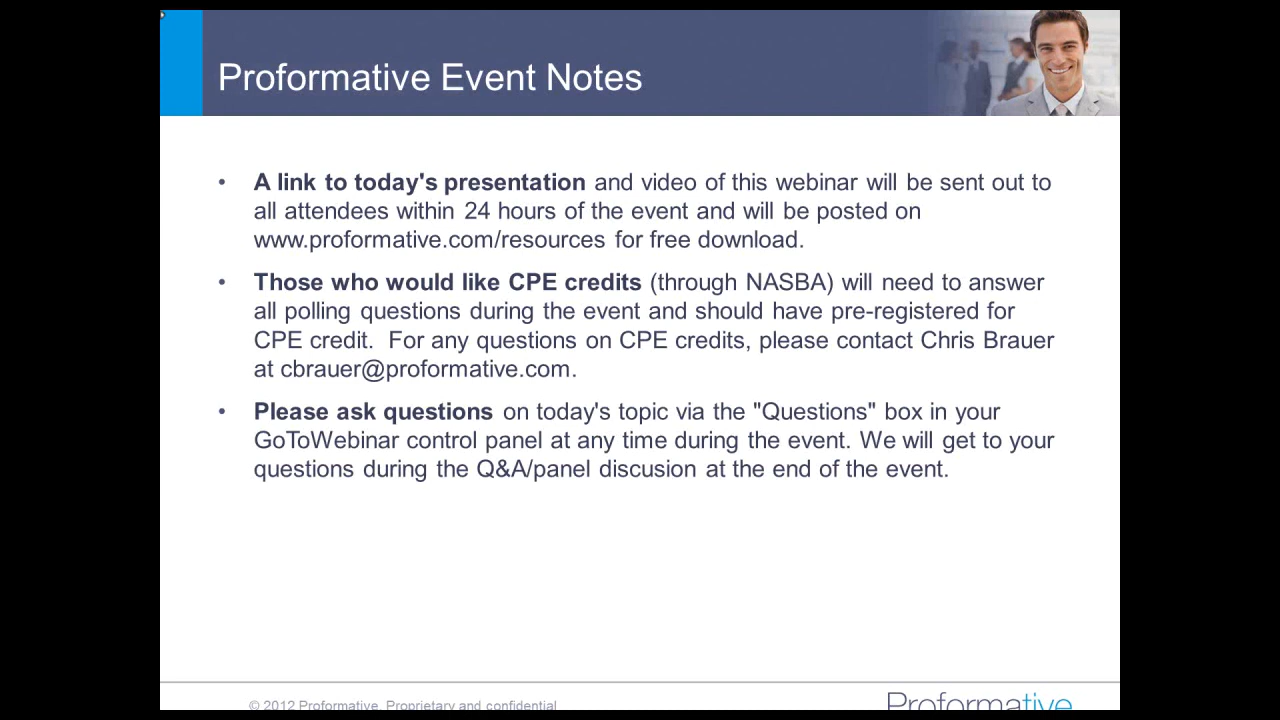 Proformative Event Notes
• A link to today's presentation and video of this webinar will be sent out to
all attendees within 24 hours of the event and will be posted on
www.proformative.com/resources for free download.
• Those who would like CPE credits (through NASBA) will need to answer
all polling questions during the event and should have pre-registered for
CPE credit.  For any questions on CPE credits, please contact Chris Brauer
at cbrauer@proformative.com.
• Please ask questions on today's topic via the "Questions" box in your
GoToWebinar control panel at any time during the event. We will get to your
questions during the Q&A/panel discusion at the end of the event.
© 2012 Proformative. Proprietary and confidential
Proformative